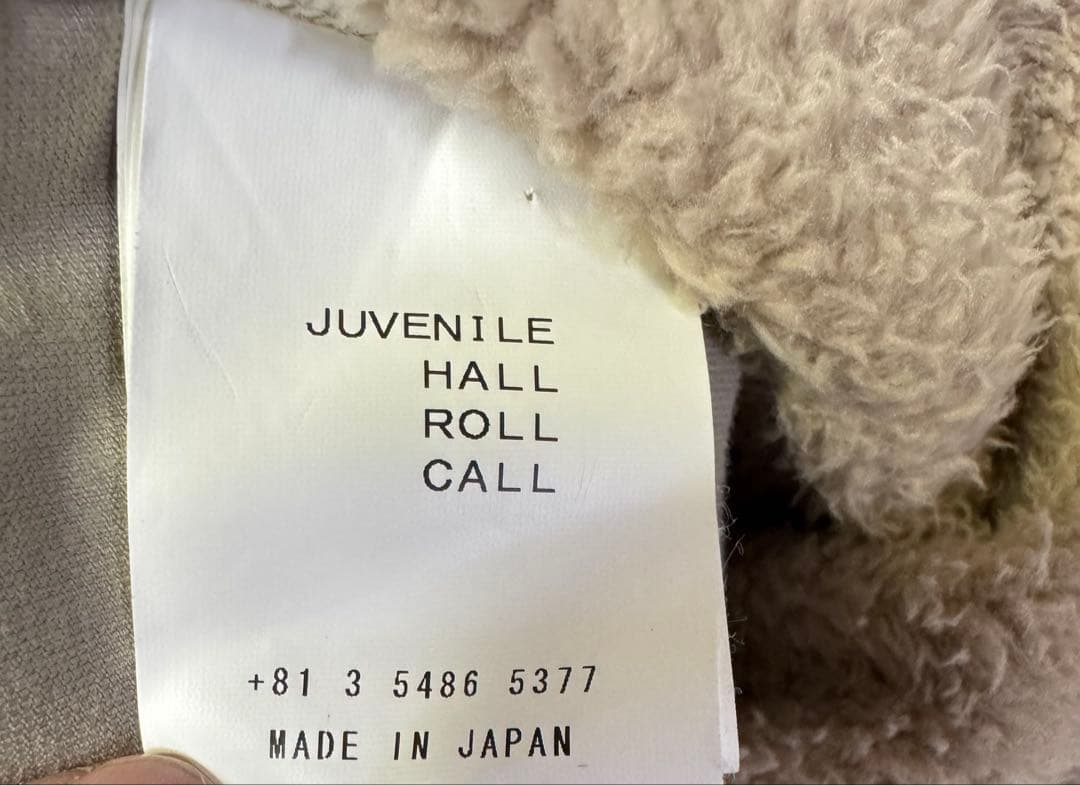 JUVENILE
HALL
ROLL
CALL
+81 3 5486 5377
MADE IN JAPAN